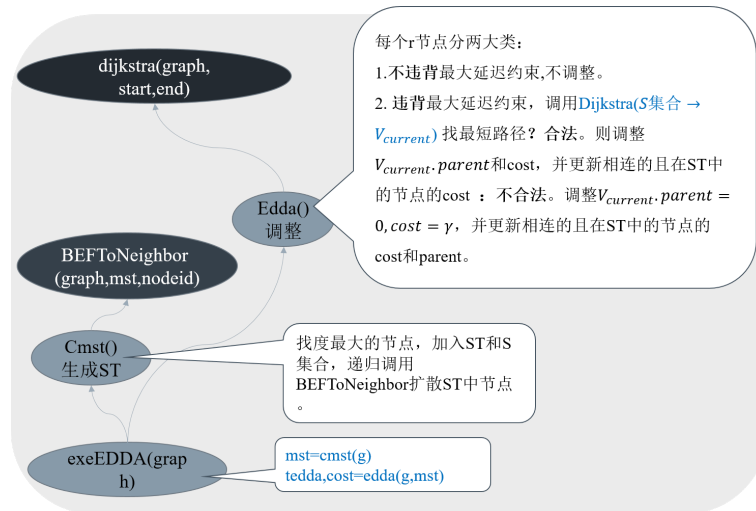 每个r节点分两大类：
1.不违背最大延迟约束,不调整。
2. 违背最大延迟约束，调用Dijkstra(S集合 →
V_current) 找最短路径？合法。则调整
V_current.parent和cost，并更新相连的且在ST中
的节点的cost ：不合法。调整V_current.parent =
0,cost = γ，并更新相连的且在ST中的节点的
cost和parent。
dijkstra(graph,
start,end)
Edda()
调整
BEFToNeighbor
(graph,mst,nodeid)
Cmst()
生成ST
找度最大的节点，加入ST和S
集合，递归调用
BEFToNeighbor扩散ST中节点
。
exeEDDA(grap
h)
mst=cmst(g)
tedda,cost=edda(g,mst)